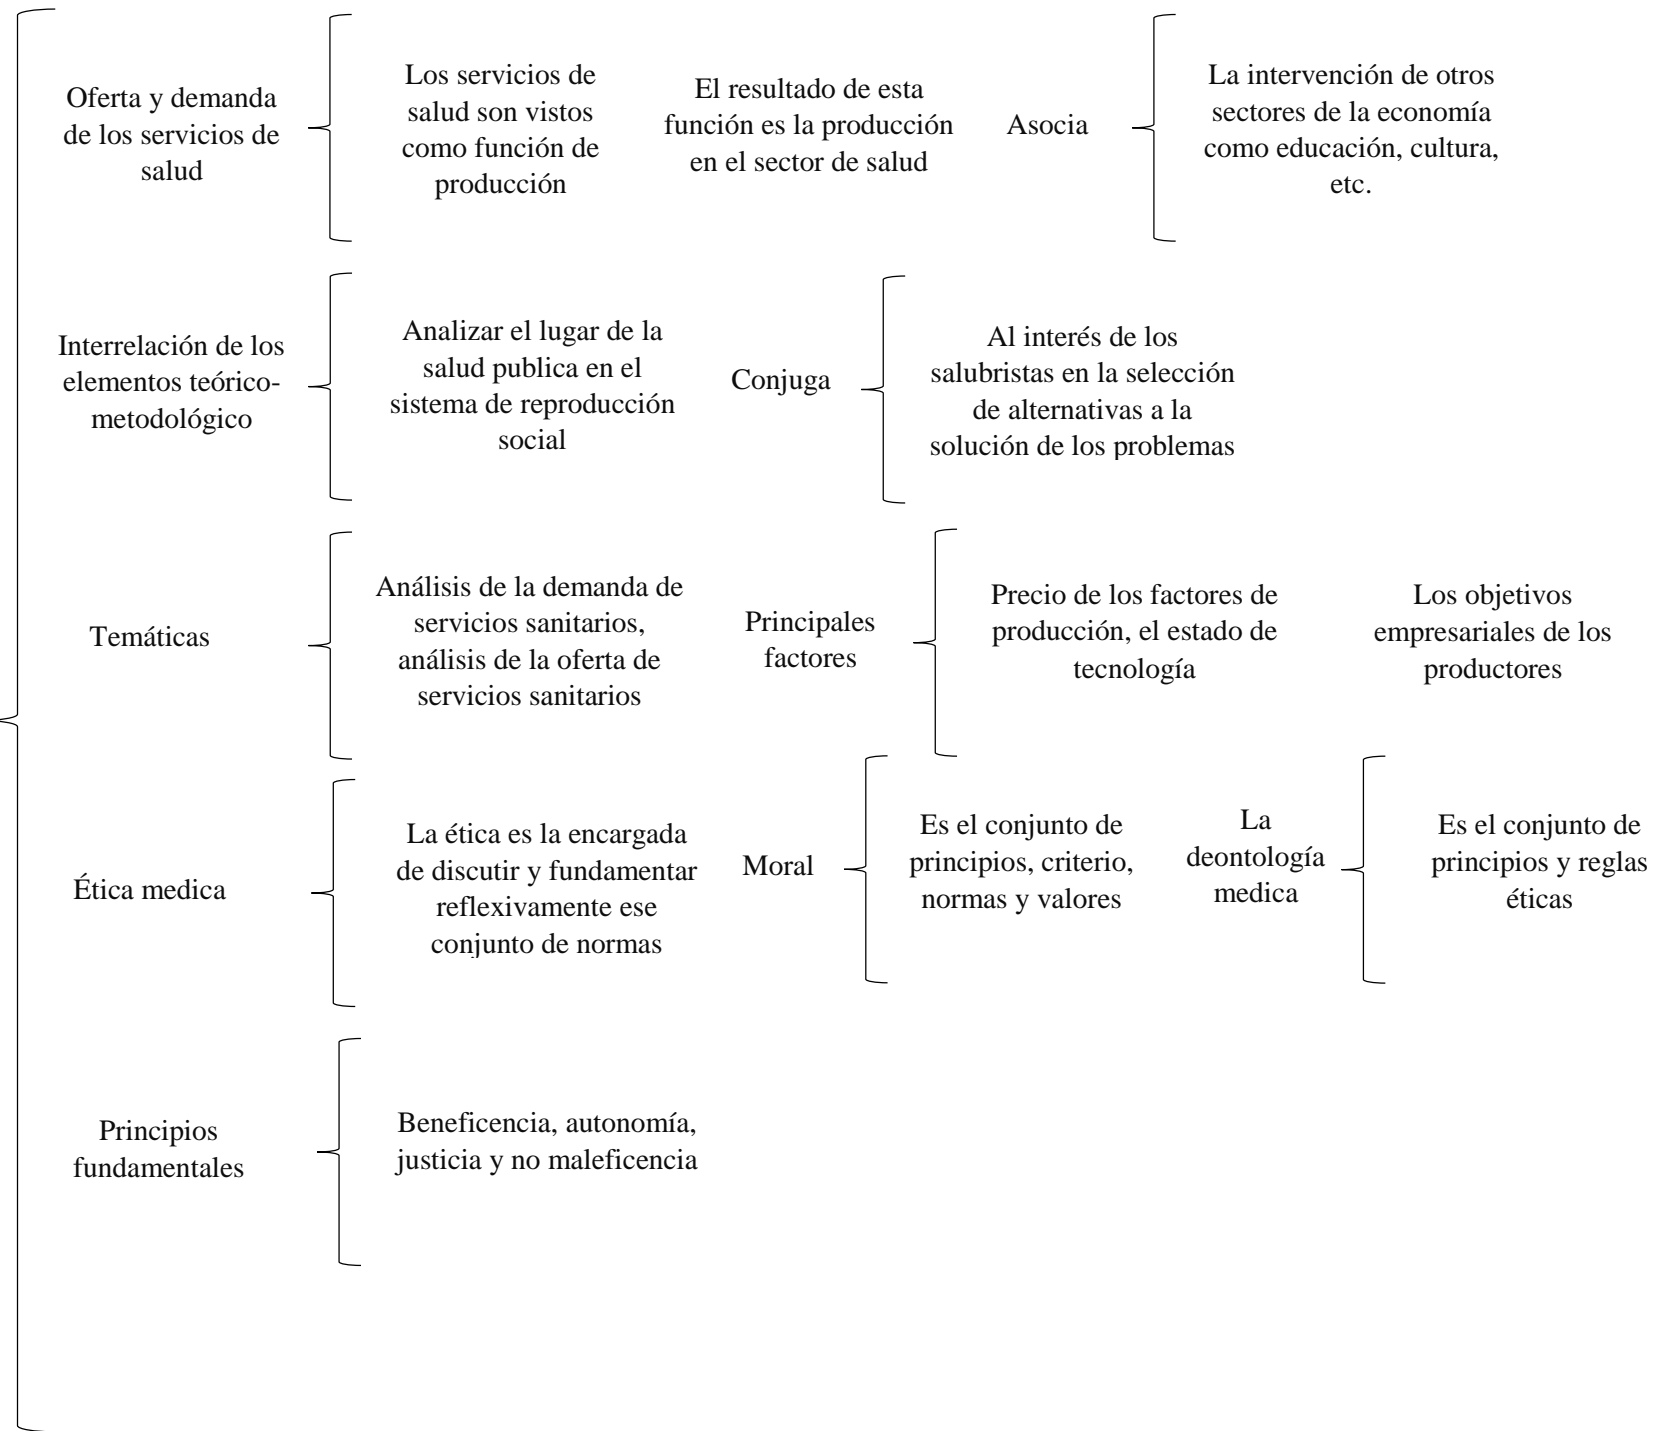 Oferta y demanda
de los servicios de
salud
Los servicios de
salud son vistos
como función de
producción
El resultado de esta
función es la producción
en el sector de salud
Asocia
La intervención de otros
sectores de la economía
como educación, cultura,
etc.
Interrelación de los
elementos teórico-
metodológico
Analizar el lugar de la
salud publica en el
sistema de reproducción
social
Conjuga
Al interés de los
salubristas en la selección
de alternativas a la
solución de los problemas
Temáticas
Análisis de la demanda de
servicios sanitarios,
análisis de la oferta de
servicios sanitarios
Principales
factores
Precio de los factores de
producción, el estado de
tecnología
Los objetivos
empresariales de los
productores
Ética medica
La ética es la encargada
de discutir y fundamentar
reflexivamente ese
conjunto de normas
Moral
Es el conjunto de
principios, criterio,
normas y valores
La
deontología
medica
Es el conjunto de
principios y reglas
éticas
Principios
fundamentales
Beneficencia, autonomía,
justicia y no maleficencia